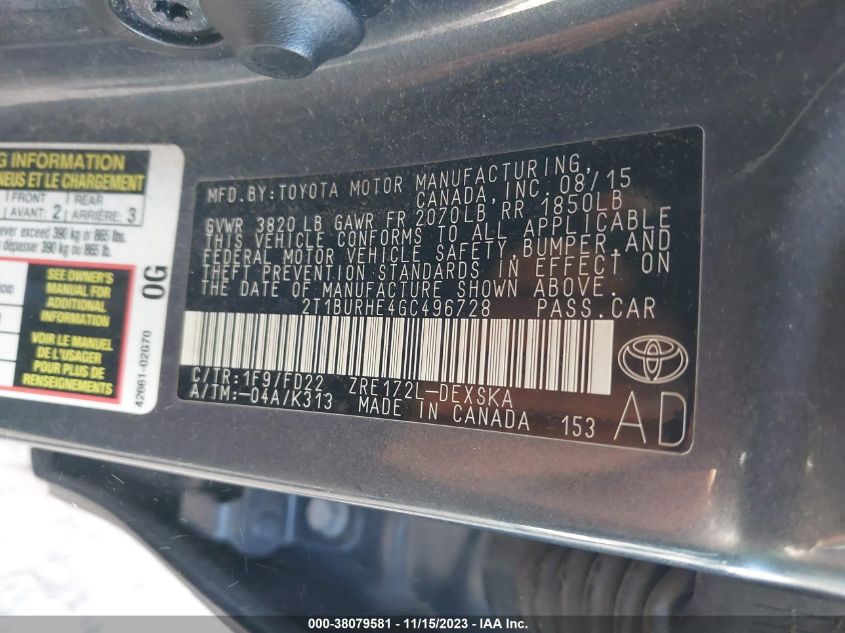 G INFORMATION
NEUS ET LE CHARGEMENT
FRONT REAR
AVANT: 2 ARRIÈRE: 3
ever exceed 390 kg or 865 lbs.
dépasser 390 kg ou 865 lb.
SEE OWNER'S
MANUAL FOR
ADDITIONAL
INFORMATION
VOIR LE MANUEL
DE L'USAGER
POUR PLUS DE
RENSEIGNEMENTS
0G
42661-02G70
MFD. BY: TOYOTA MOTOR MANUFACTURING,
CANADA, INC. 08/15
GVWR 3820 LB GAWR FR 2070LB RR 1850LB
THIS VEHICLE CONFORMS TO ALL APPLICABLE
FEDERAL MOTOR VEHICLE SAFETY, BUMPER, AND
THEFT PREVENTION STANDARDS IN EFFECT ON
THE DATE OF MANUFACTURE SHOWN ABOVE.
2T1BURHE4GC496728 PASS. CAR
C/TR: 1F9/FD22 ZRE172L-DEXSKA
A/TM: -04A/K313 MADE IN CANADA 153
AD
000-38079581 - 11/15/2023 - IAA Inc.